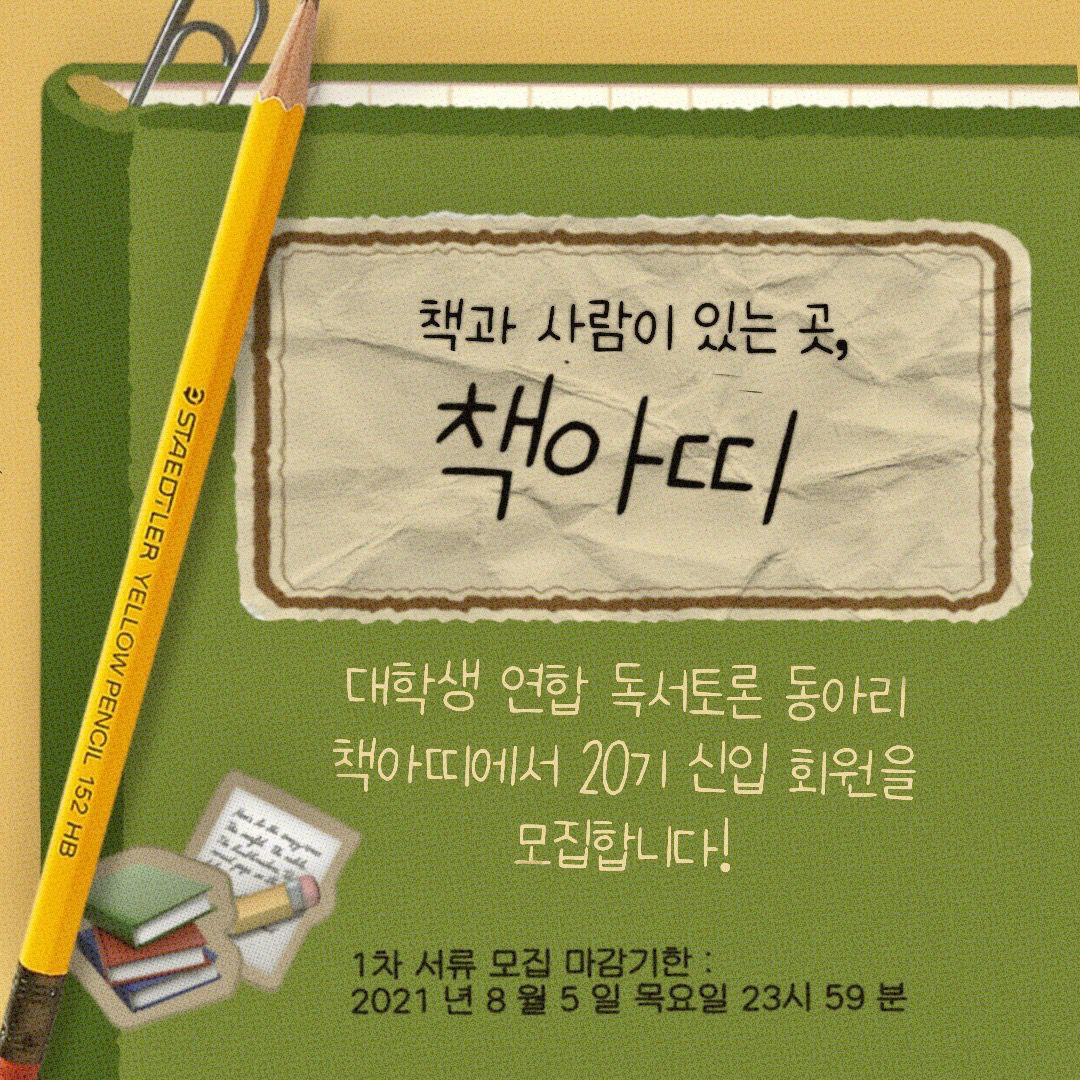 책과 사람이 있는 곳,
책아띠
STAEDTLER YELLOW PENCIL 152 HB
대학생 연합 독서토론 동아리
책아띠에서 20기 신입 회원을
모집합니다!
1차 서류 모집 마감기한 :
2021 년 8 월 5 일 목요일 23시 59 분